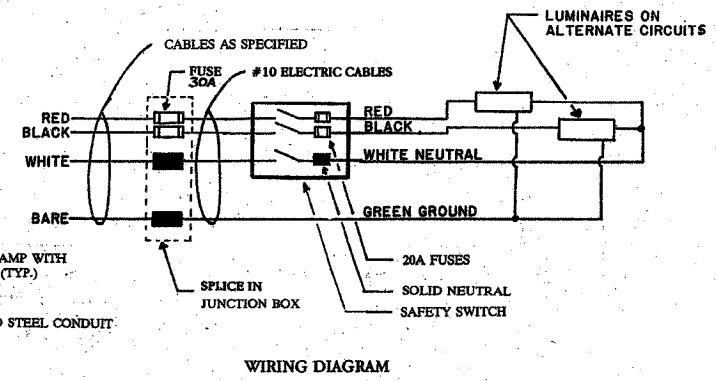 LUMINAIRES ON
ALTERNATE CIRCUITS
CABLES AS SPECIFIED
FUSE
30A
#10 ELECTRIC CABLES
RED
BLACK
WHITE
BARE
RED
BLACK
WHITE NEUTRAL
GREEN GROUND
AMP WITH
(TYP.)
20A FUSES
SPLICE IN
JUNCTION BOX
SOLID NEUTRAL
SAFETY SWITCH
STEEL CONDUIT
WIRING DIAGRAM